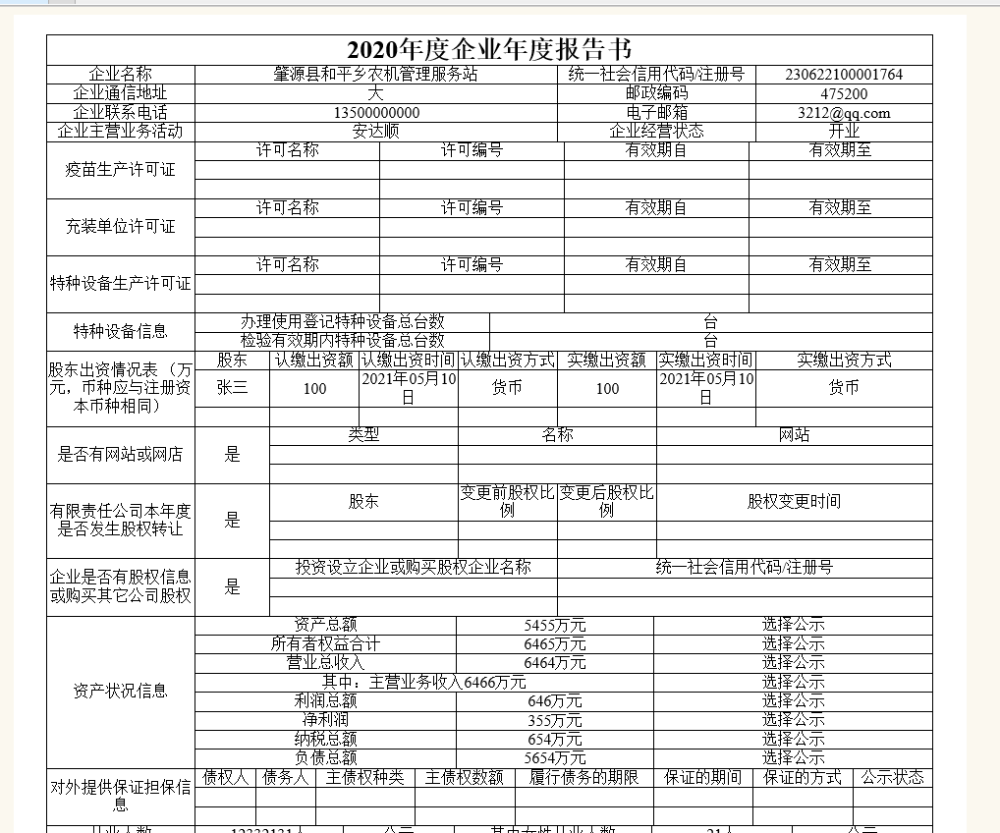 2020年度企业年度报告书
企业名称 肇源县和平乡农机管理服务站 统一社会信用代码/注册号 230622100001764
企业通信地址 大 邮政编码 475200
企业联系电话 13500000000 电子邮箱 3212@qq.com
企业主营业务活动 安达顺 企业经营状态 开业
疫苗生产许可证 许可名称 许可编号 有效期自 有效期至
充装单位许可证 许可名称 许可编号 有效期自 有效期至
特种设备生产许可证 许可名称 许可编号 有效期自 有效期至
特种设备信息 办理使用登记特种设备总台数 台
检验有效期内特种设备总台数 台
股东出资情况表（万
元，币种应与注册资
本币种相同）
股东 认缴出资额 认缴出资时间 认缴出资方式 实缴出资额 实缴出资时间 实缴出资方式
张三 100 2021年05月10
日 货币 100 2021年05月10
日 货币
是否有网站或网店 是 类型 名称 网站
有限责任公司本年度
是否发生股权转让
是 股东 变更前股权比
例 变更后股权比
例 股权变更时间
企业是否有股权信息
或购买其它公司股权
是 投资设立企业或购买股权企业名称 统一社会信用代码/注册号
资产状况信息 资产总额 5455万元 选择公示
所有者权益合计 6465万元 选择公示
营业总收入 6464万元 选择公示
其中：主营业务收入6466万元 选择公示
利润总额 646万元 选择公示
净利润 355万元 选择公示
纳税总额 654万元 选择公示
负债总额 5654万元 选择公示
对外提供保证担保信
息
债权人 债务人 主债权种类 主债权数额 履行债务的期限 保证的期间 保证的方式 公示状态
从业人数 12332131人 公示 其中女性从业人数 21人 公示